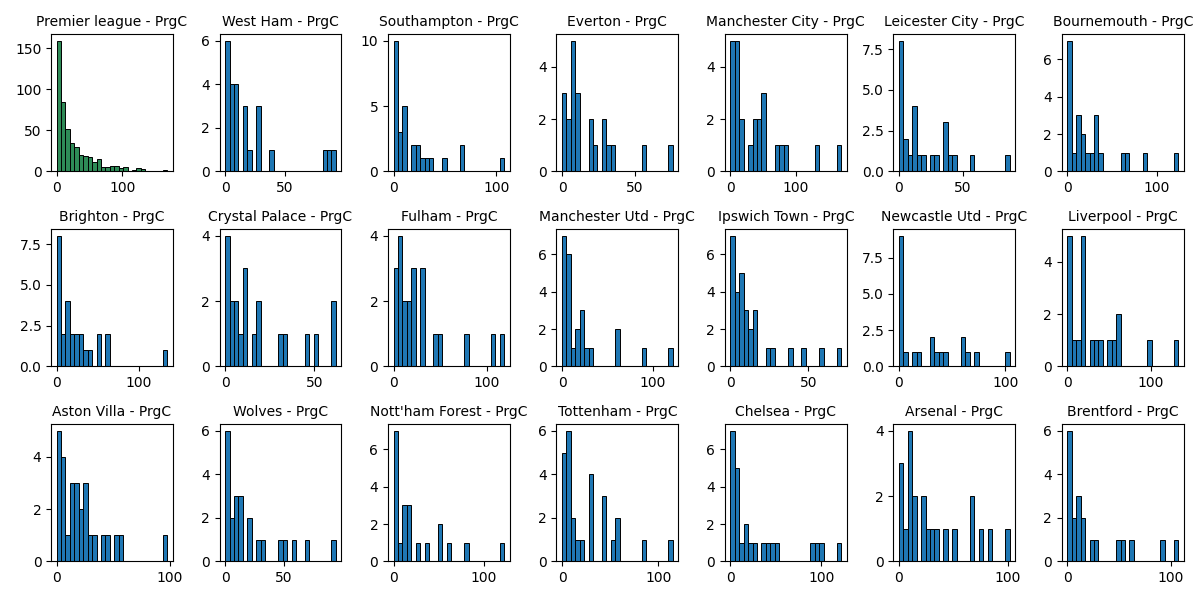 Premier league - PrgC West Ham - PrgC Southampton - PrgC Everton - PrgC Manchester City - PrgC Leicester City - PrgC Bournemouth - PrgC
150 100 50 0 0 100
6 4 2 0 0 50
10 5 0 0 100
4 2 0 0 50
4 2 0 0 100
7.5 5.0 2.5 0.0 0 50
6 4 2 0 0 100
Brighton - PrgC Crystal Palace - PrgC Fulham - PrgC Manchester Utd - PrgC Ipswich Town - PrgC Newcastle Utd - PrgC Liverpool - PrgC
7.5 5.0 2.5 0.0 0 100
4 2 0 0 50
4 2 0 0 100
6 4 2 0 0 100
6 4 2 0 0 50
7.5 5.0 2.5 0.0 0 100
4 2 0 0 100
Aston Villa - PrgC Wolves - PrgC Nott'ham Forest - PrgC Tottenham - PrgC Chelsea - PrgC Arsenal - PrgC Brentford - PrgC
4 2 0 0 100
6 4 2 0 0 50
6 4 2 0 0 100
6 4 2 0 0 100
6 4 2 0 0 100
4 2 0 0 100
6 4 2 0 0 100